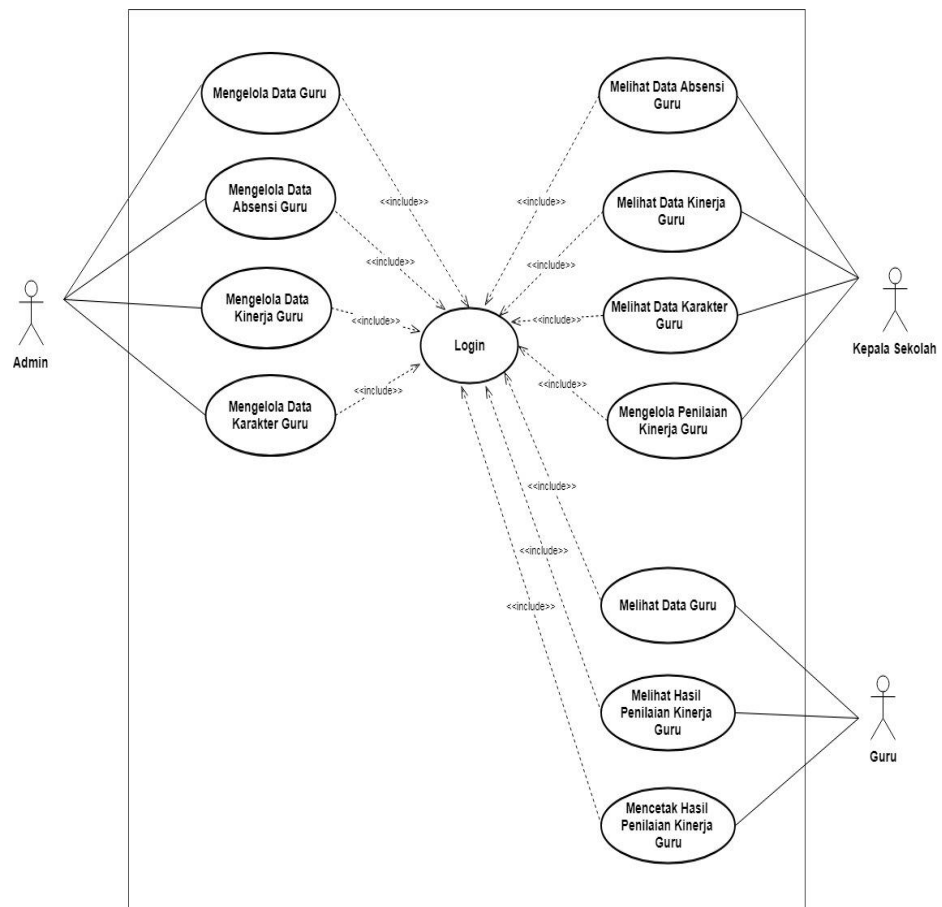 Mengelola Data Guru
Mengelola Data
Absensi Guru
Mengelola Data
Kinerja Guru
Mengelola Data
Karakter Guru
Admin
<<include>>
<<include>>
<<include>>
<<include>>
Login
Melihat Data Absensi
Guru
Melihat Data Kinerja
Guru
Melihat Data Karakter
Guru
Mengelola Penilaian
Kinerja Guru
<<include>>
<<include>>
<<include>>
<<include>>
Kepala Sekolah
<<include>>
<<include>>
<<include>>
Melihat Data Guru
Melihat Hasil
Penilaian Kinerja
Guru
Mencetak Hasil
Penilaian Kinerja
Guru
Guru